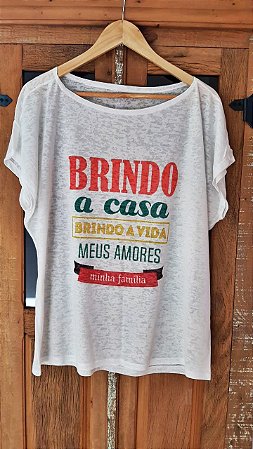 BRINDO
a casa
BRINDO A VIDA
MEUS AMORES
minha família